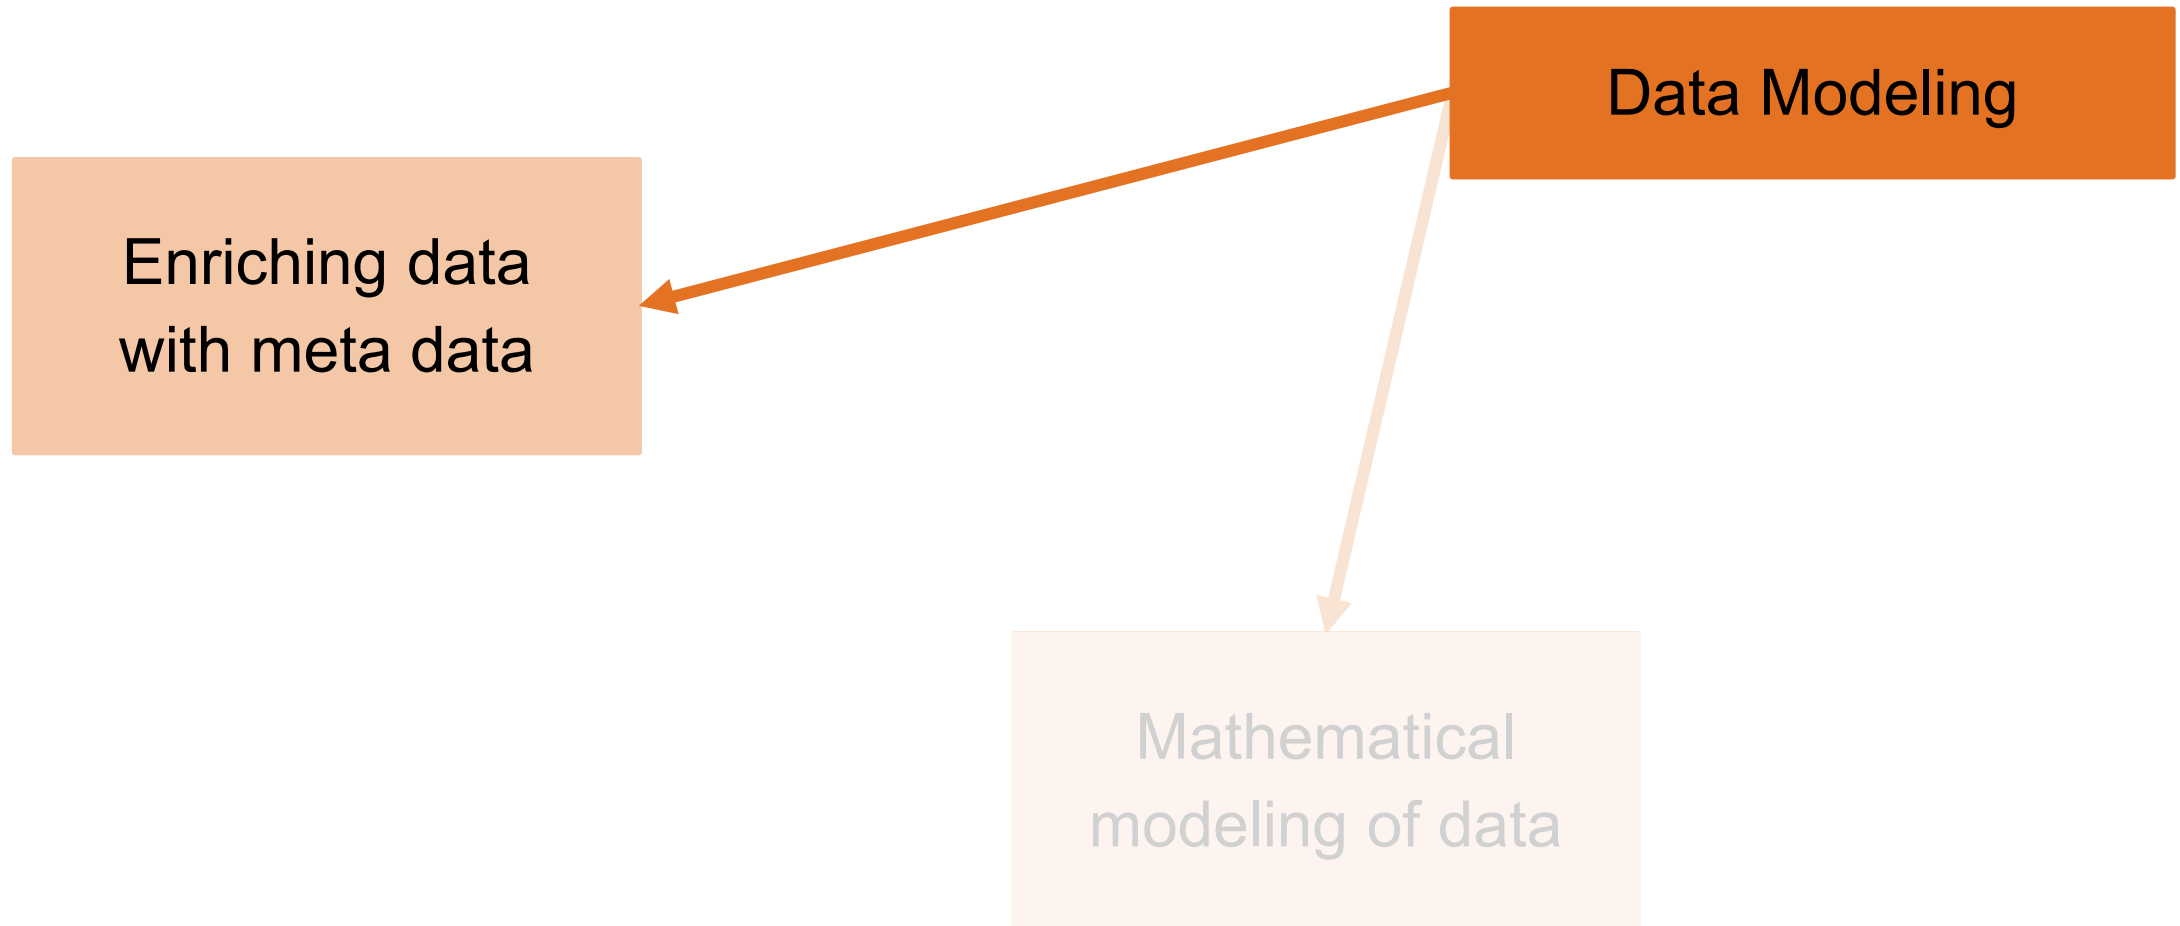 Data Modeling
Enriching data
with meta data
Mathematical
modeling of data